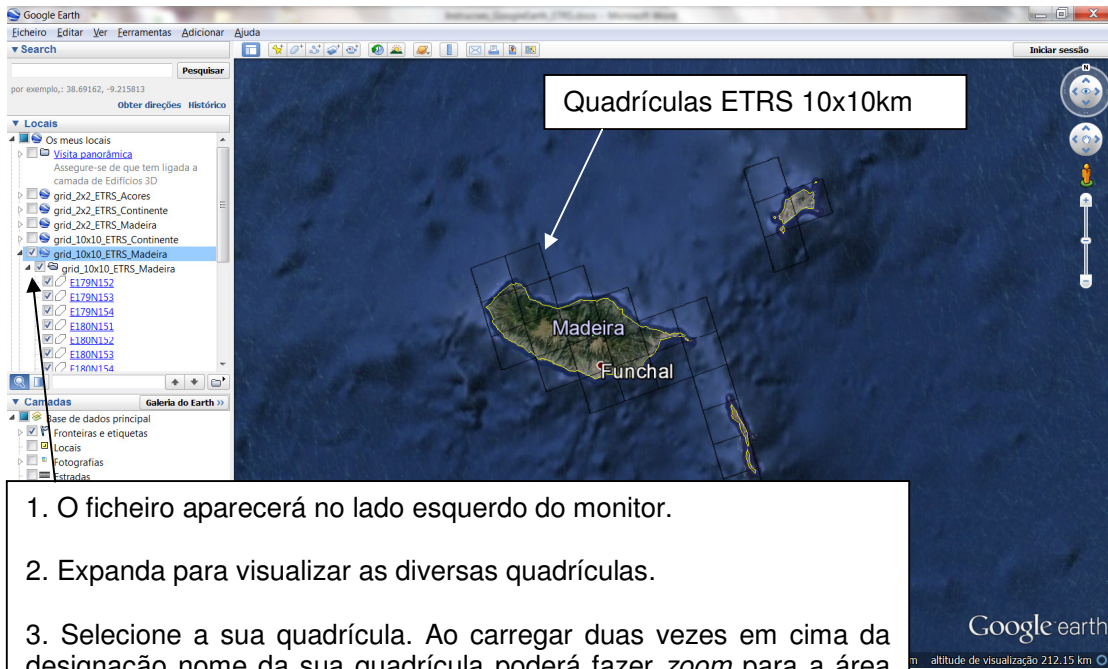 Google Earth
Ficheiro Editar Ver Ferramentas Adicionar Ajuda
Search
Iniciar sessão
Pesquisar
por exemplo,: 38.69162, -9.215813
Obter direções Histórico
Locais
Os meus locais
Visita panorâmica
Assegure-se de que tem ligada a
camada de Edifícios 3D
grid_2x2_ETRS_Acores
grid_2x2_ETRS_Continente
grid_2x2_ETRS_Madeira
grid_10x10_ETRS_Continente
grid_10x10_ETRS_Madeira
grid_10x10_ETRS_Madeira
E179N152
E179N153
E179N154
E180N151
E180N152
E180N153
E180N154
Camadas
Galeria do Earth »
Base de dados principal
Fronteiras e etiquetas
Locais
Fotografias
Estradas
Quadrículas ETRS 10x10km
N
Madeira
Funchal
1. O ficheiro aparecerá no lado esquerdo do monitor.
2. Expanda para visualizar as diversas quadrículas.
3. Selecione a sua quadrícula. Ao carregar duas vezes em cima da
designação nome da sua quadrícula poderá fazer zoom para a área
Google earth
m altitude de visualização 212.15 km